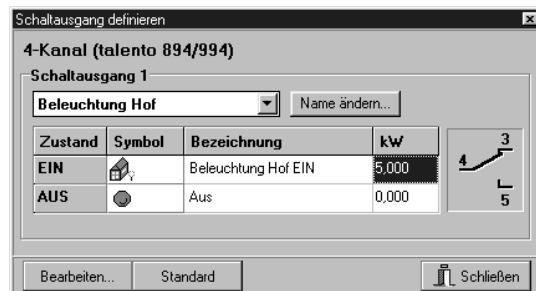 Schaltausgang definieren
4-Kanal (talento 894/994)
Schaltausgang 1
Beleuchtung Hof
Name ändern...
Zustand Symbol Bezeichnung kW
EIN Beleuchtung Hof EIN 5,000
AUS Aus 0,000
3
4
5
Bearbeiten... Standard Schließen